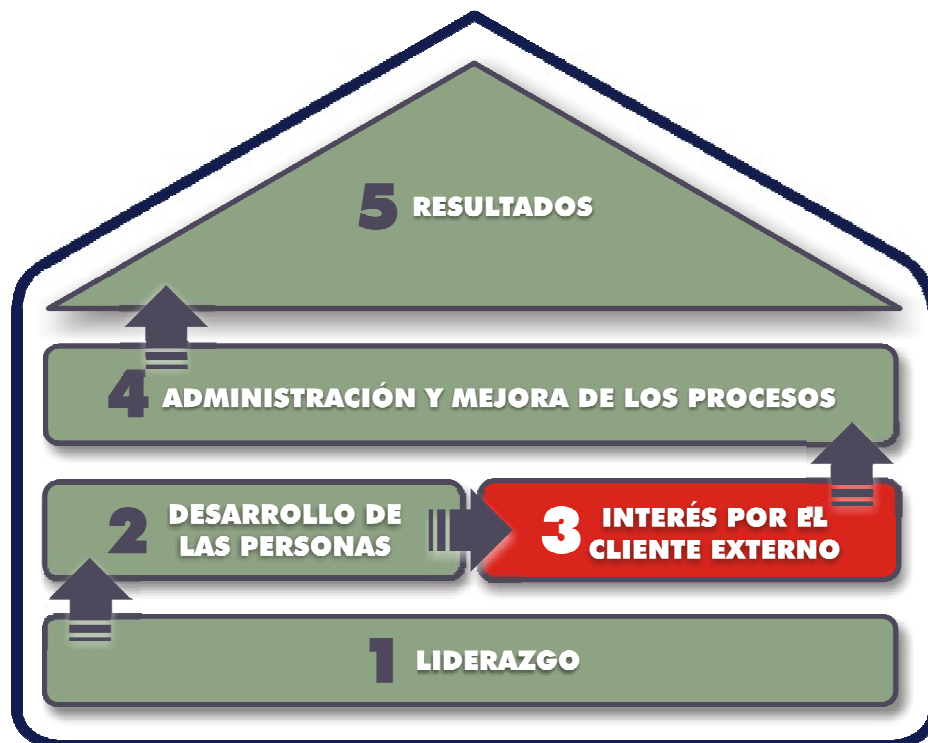 5 RESULTADOS
4 ADMINISTRACIÓN Y MEJORA DE LOS PROCESOS
2 DESARROLLO DE
LAS PERSONAS
3 INTERÉS POR EL
CLIENTE EXTERNO
1 LIDERAZGO